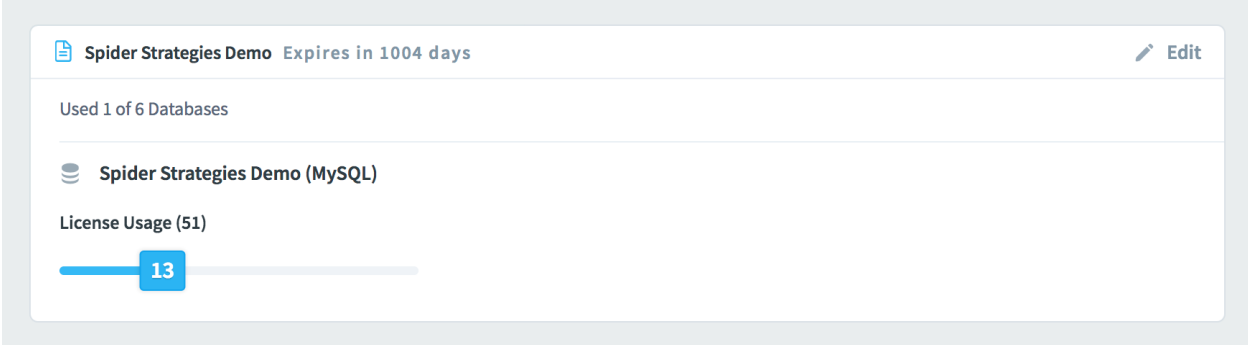 Spider Strategies Demo Expires in 1004 days Edit
Used 1 of 6 Databases
Spider Strategies Demo (MySQL)
License Usage (51)
13